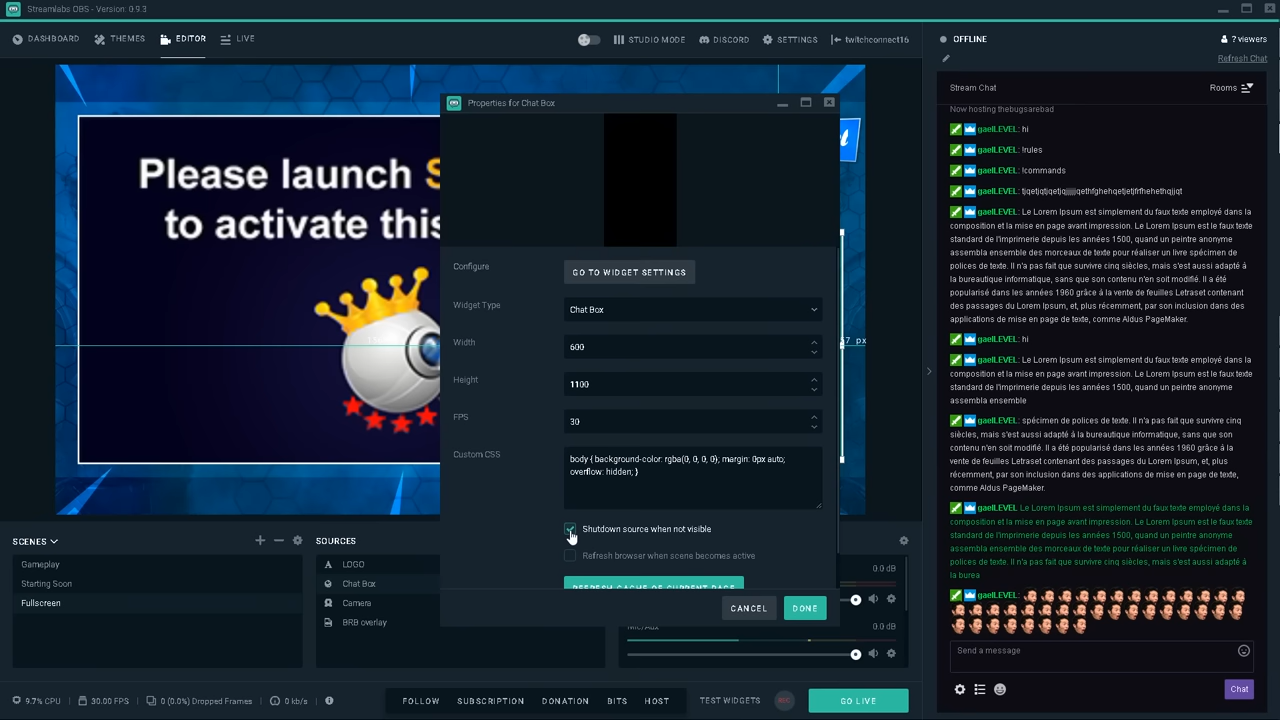 Streamlabs OBS - Version: 0.9.3
DASHBOARD
THEMES
EDITOR
LIVE
STUDIO MODE
DISCORD
SETTINGS
twitchconnect16
OFFLINE
? viewers
Refresh Chat
Please launch
to activate this
Properties for Chat Box
Configure
GO TO WIDGET SETTINGS
Widget Type
Chat Box
Width
600
Height
1100
FPS
30
Custom CSS
body { background-color: rgba(0, 0, 0, 0); margin: 0px auto;
overflow: hidden; }
Shutdown source when not visible
Refresh browser when scene becomes active
REFRESH CACHE OF CURRENT PAGE
CANCEL
DONE
7 px
Stream Chat
Rooms
Now hosting thebugsarebad
gaelLEVEL: hi
gaelLEVEL: !rules
gaelLEVEL: !commands
gaelLEVEL: Le Lorem Ipsum est simplement du faux texte employé dans la
composition et la mise en page avant impression. Le Lorem Ipsum est le faux texte
standard de l'imprimerie depuis les années 1500, quand un peintre anonyme
assembla ensemble des morceaux de texte pour réaliser un livre spécimen de
polices de texte. Il n'a pas fait que survivre cinq siècles, mais s'est aussi adapté à
la bureautique informatique, sans que son contenu n'en soit modifié. Il a été
popularisé dans les années 1960 grâce à la vente de feuilles Letraset contenant
des passages du Lorem Ipsum, et, plus récemment, par son inclusion dans des
applications de mise en page de texte, comme Aldus PageMaker.
gaelLEVEL: hi
gaelLEVEL: Le Lorem Ipsum est simplement du faux texte employé dans la
composition et la mise en page avant impression. Le Lorem Ipsum est le faux texte
standard de l'imprimerie depuis les années 1500, quand un peintre anonyme
assembla ensemble
gaelLEVEL: spécimen de polices de texte. Il n'a pas fait que survivre cinq
siècles, mais s'est aussi adapté à la bureautique informatique, sans que son
contenu n'en soit modifié. Il a été popularisé dans les années 1960 grâce à la
vente de feuilles Letraset contenant des passages du Lorem Ipsum, et, plus
récemment, par son inclusion dans des applications de mise en page de texte,
comme Aldus PageMaker.
gaelLEVEL Le Lorem Ipsum est simplement du faux texte employé dans la
composition et la mise en page avant impression. Le Lorem Ipsum est le faux texte
standard de l'imprimerie depuis les années 1500, quand un peintre anonyme
assembla ensemble des morceaux de texte pour réaliser un livre spécimen de
polices de texte. Il n'a pas fait que survivre cinq siècles, mais s'est aussi adapté à
la burea
gaelLEVEL:
Send a message
Chat
SCENES
Gameplay
Starting Soon
Fullscreen
SOURCES
LOGO
Chat Box
Camera
BRB overlay
0.0 dB
Mic/Aux
0.0 dB
9.7% CPU
30.00 FPS
0 (0.0%) Dropped Frames
0 kb/s
FOLLOW
SUBSCRIPTION
DONATION
BITS
HOST
TEST WIDGETS
REC
GO LIVE